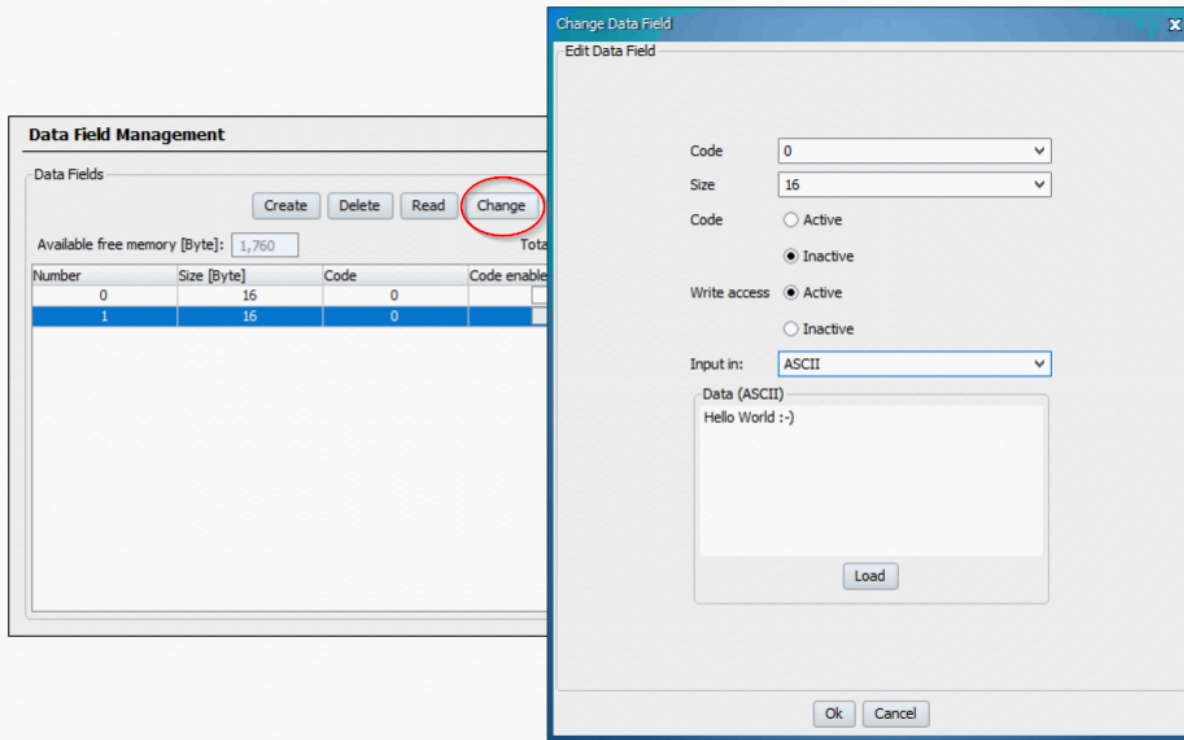 Data Field Management
Data Fields
Create Delete Read Change
Available free memory [Byte]: 1,760 Tota
Number Size [Byte] Code Code enable
0 16 0
1 16 0
Change Data Field
Edit Data Field
Code 0
Size 16
Code Active
Inactive
Write access Active
Inactive
Input in: ASCII
Data (ASCII)
Hello World :-)
Load
Ok Cancel